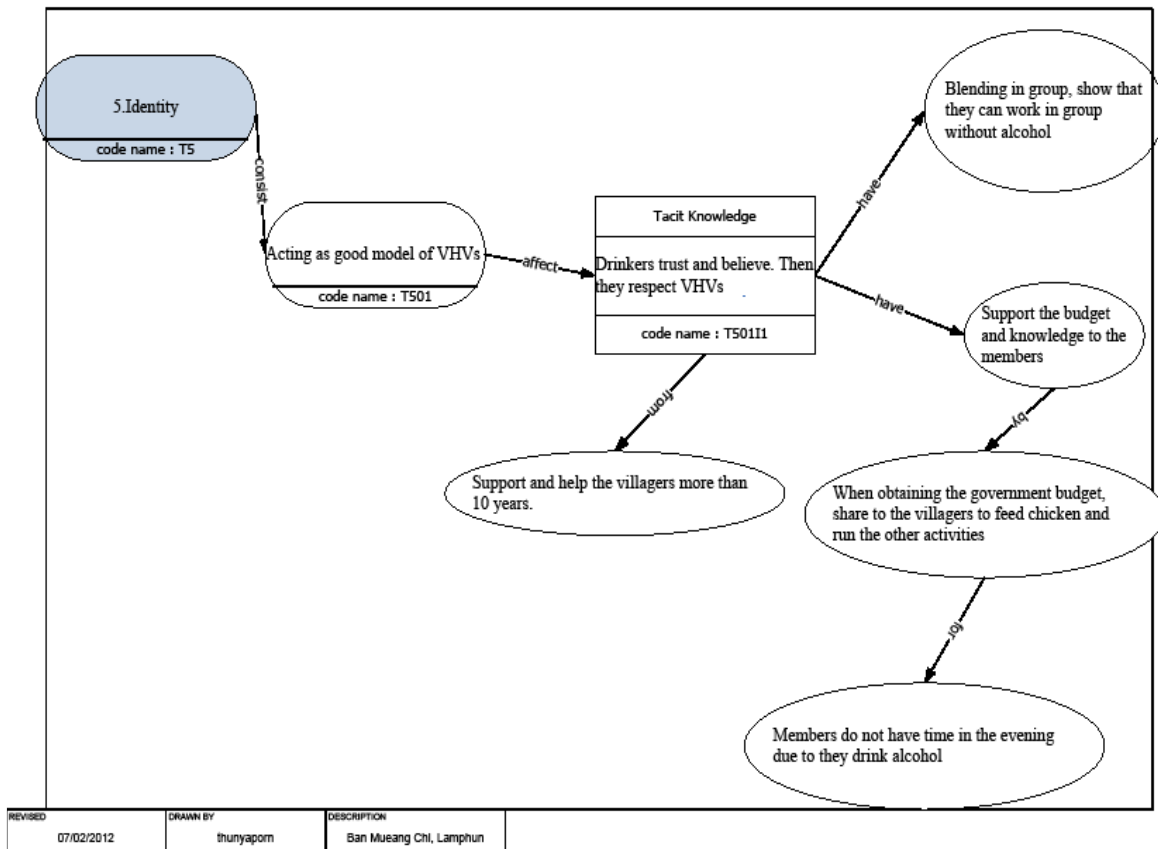 5.Identity
code name : T5
consist
Acting as good model of VHVs
code name : T501
affect
Tacit Knowledge
Drinkers trust and believe. Then
they respect VHVs
code name : T501I1
have
Blending in group, show that
they can work in group
without alcohol
have
Support the budget
and knowledge to the
members
from
Support and help the villagers more than
10 years.
by
When obtaining the government budget,
share to the villagers to feed chicken and
run the other activities
for
Members do not have time in the evening
due to they drink alcohol
REVISED
07/02/2012
DRAWN BY
thunyaporn
DESCRIPTION
Ban Mueang Chi, Lamphun